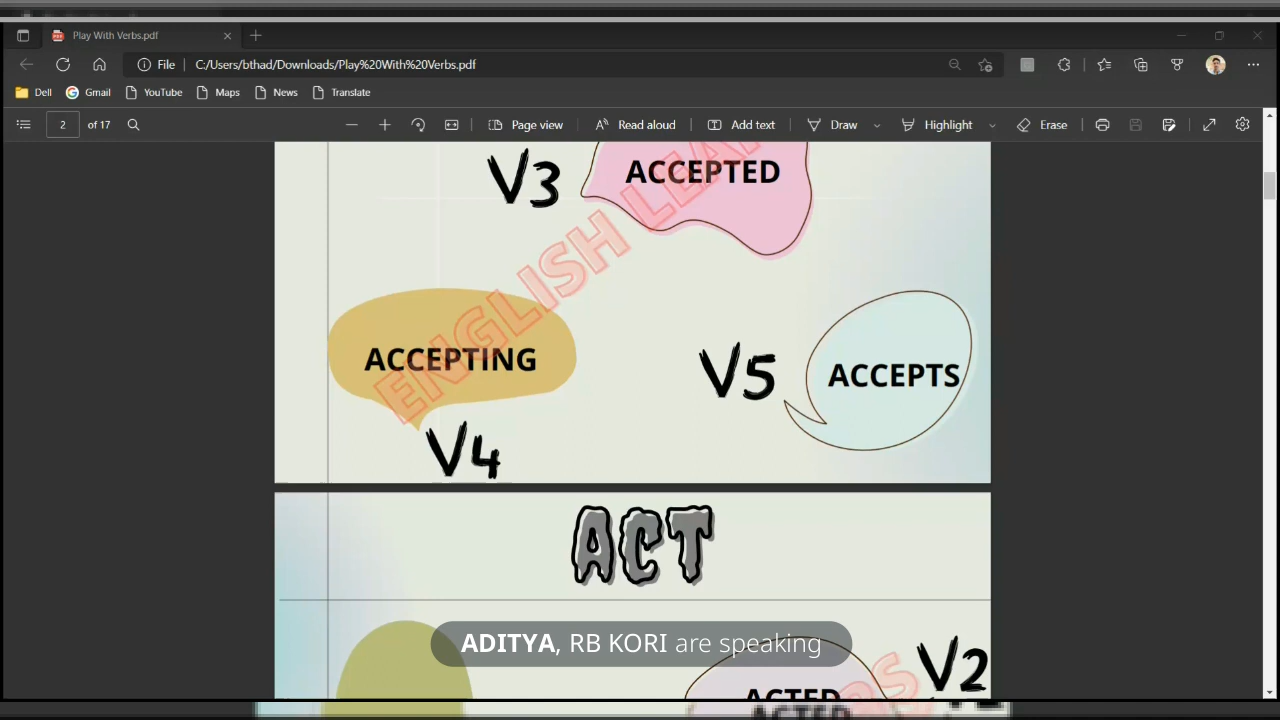 Play With Verbs.pdf
File C:/Users/bthad/Downloads/Play%20With%20Verbs.pdf
Dell Gmail YouTube Maps News Translate
2 of 17 Page view Read aloud Add text Draw Highlight Erase
V3 ACCEPTED
ENGLISH
ACCEPTING
V5 ACCEPTS
V4
ACT
ADITYA, RB KORI are speaking
V2
ACTED